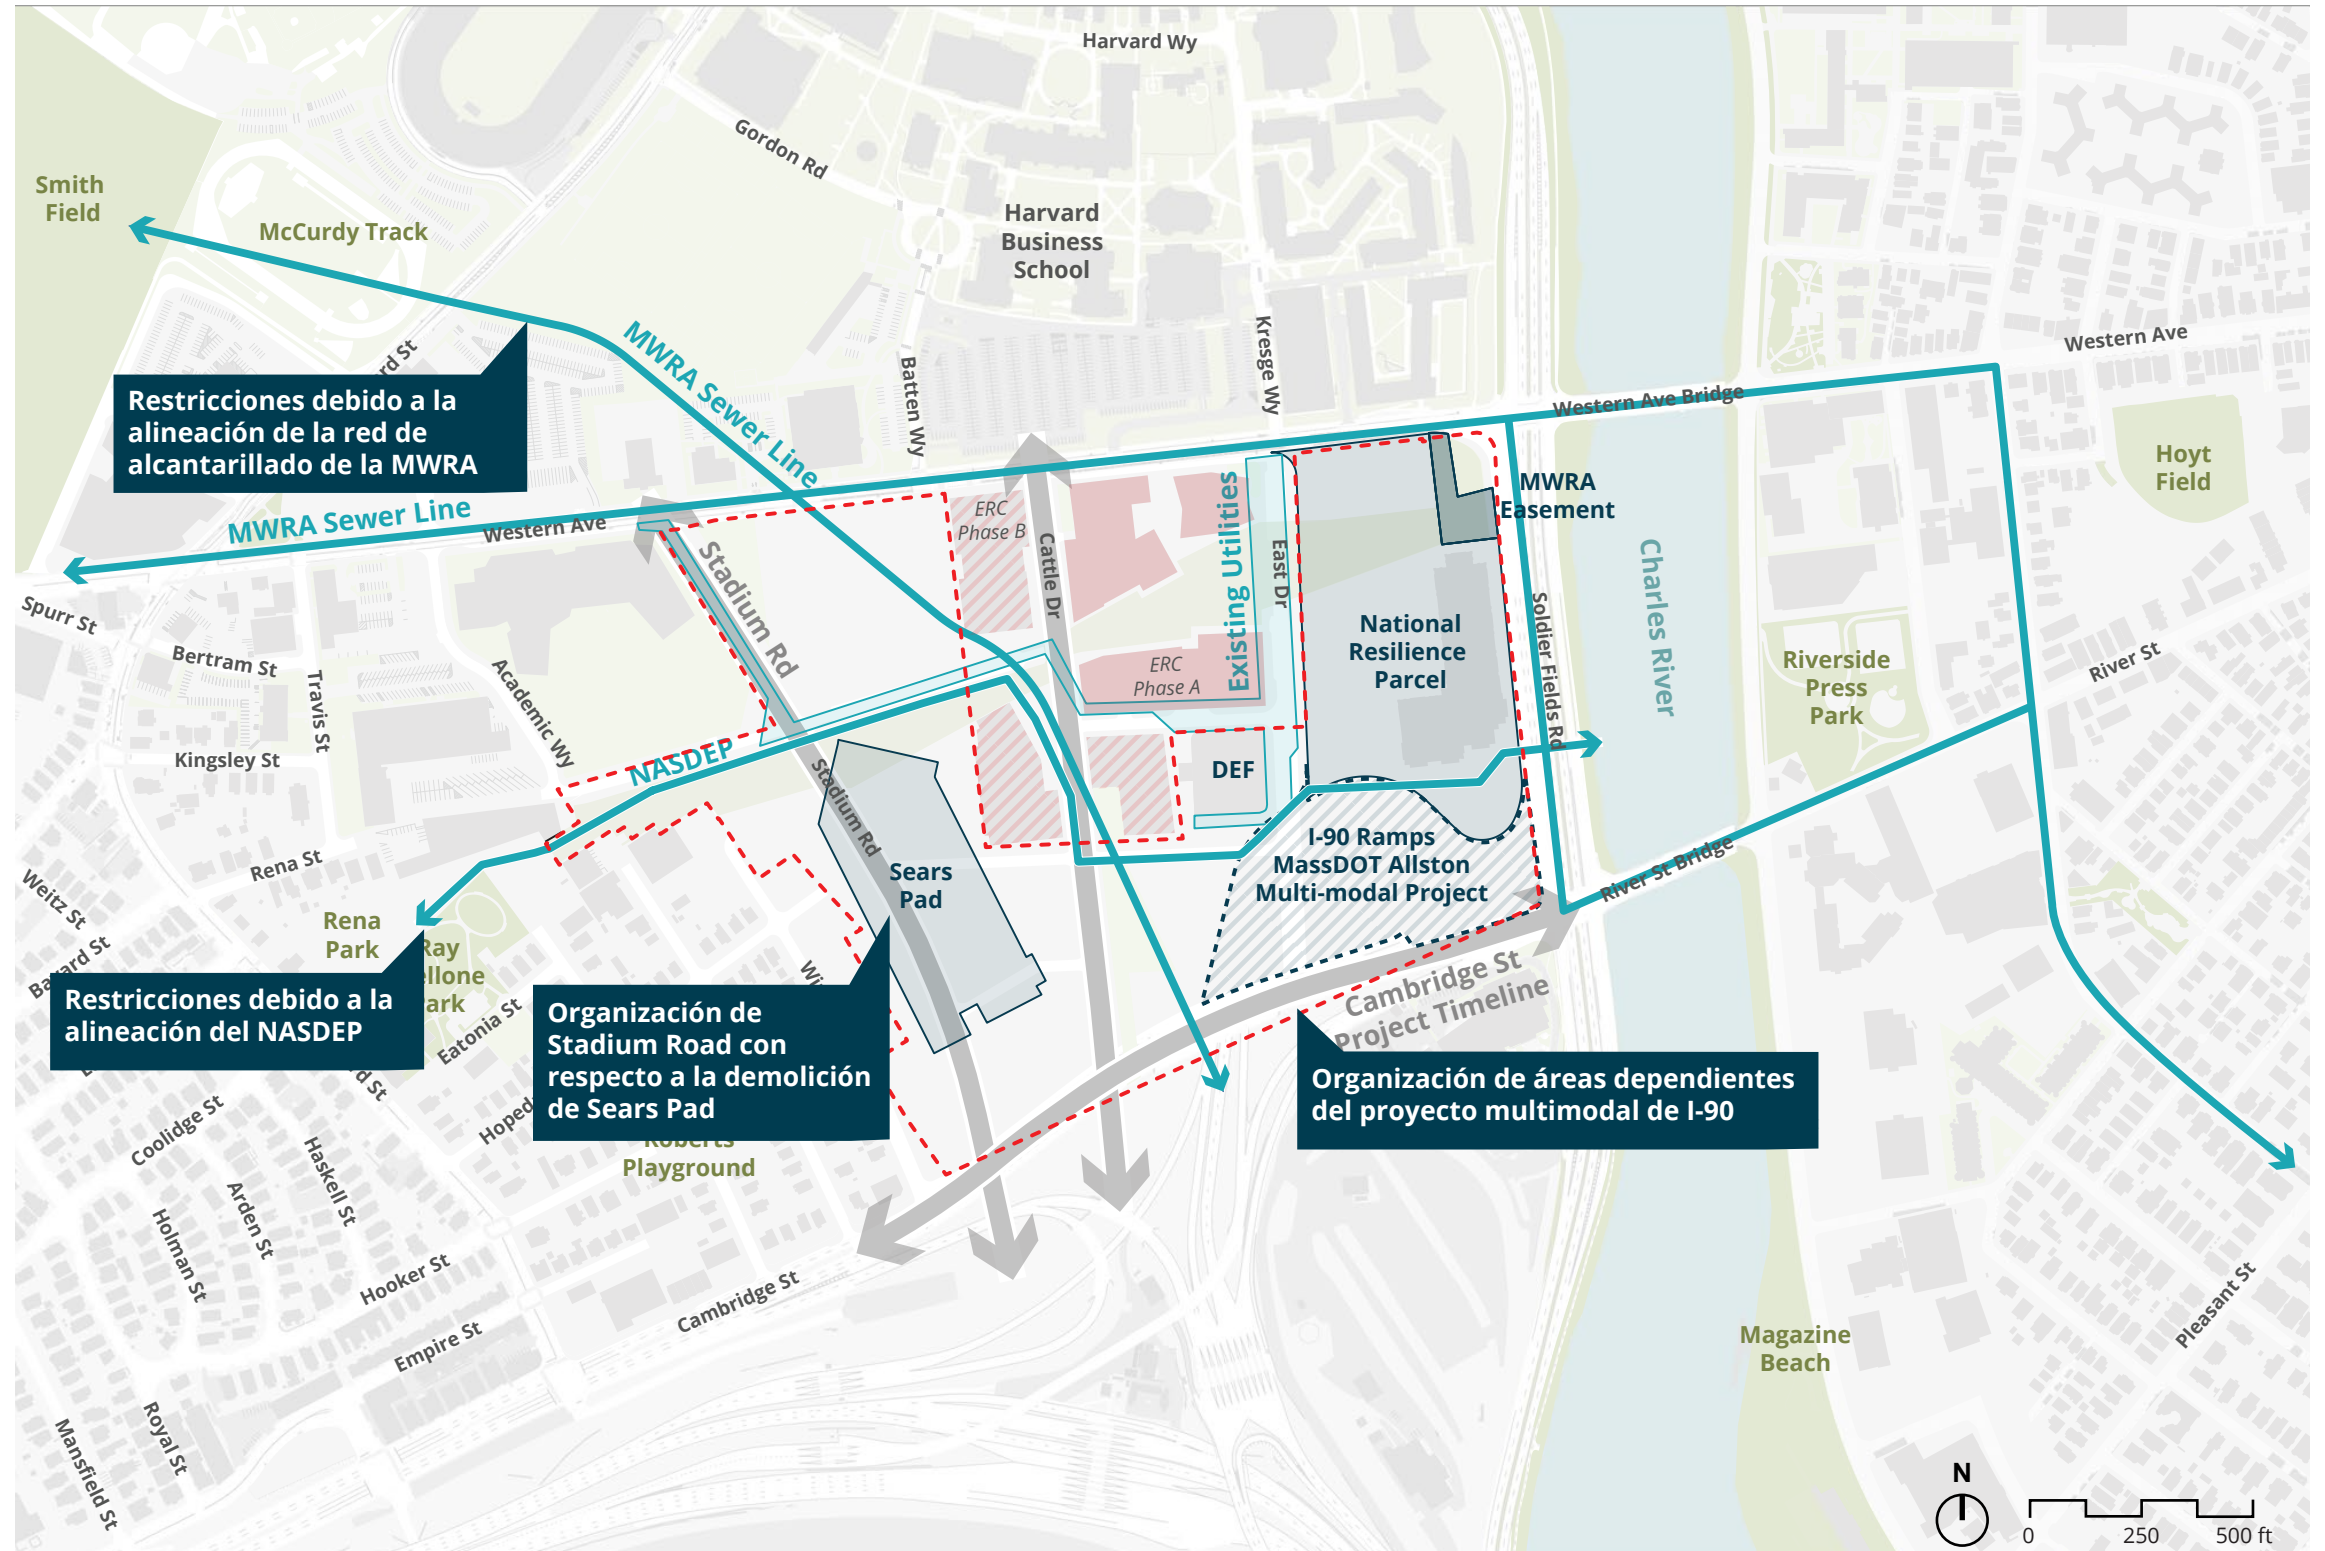 Harvard Wy
Gordon Rd
Smith
Field
McCurdy Track
Harvard
Business
School
MWRA Sewer Line
Kresge Wy
Batten Wy
Western Ave
Western Ave Bridge
Restricciones debido a la
alineación de la red de
alcantarillado de la MWRA
Hoyt
Field
MWRA Sewer Line
Western Ave
ERC
Phase B
Cattle Dr
Existing Utilities
East Dr
MWRA
Easement
Stadium Rd
Charles River
Soldier Fields Rd
National
Resilience
Parcel
Spurr St
Bertram St
Travis St
Academic Wy
ERC
Phase A
Riverside
Press
Park
River St
Kingsley St
NASDEP
Stadium Rd
DEF
Rena St
Sears
Pad
I-90 Ramps
MassDOT Allston
Multi-modal Project
River St Bridge
Weitz St
Rena
Park
Ray
Restricciones debido a la
alineación del NASDEP
Eatonia St
Organización de
Stadium Road con
respecto a la demolición
de Sears Pad
Cambridge St
Project Timeline
Organización de áreas dependientes
del proyecto multimodal de I-90
Coolidge St
Haskell St
Roberts
Playground
Arden St
Holman St
Hooker St
Cambridge St
Empire St
Royal St
Mansfield St
Magazine
Beach
Pleasant St
N
0 250 500 ft